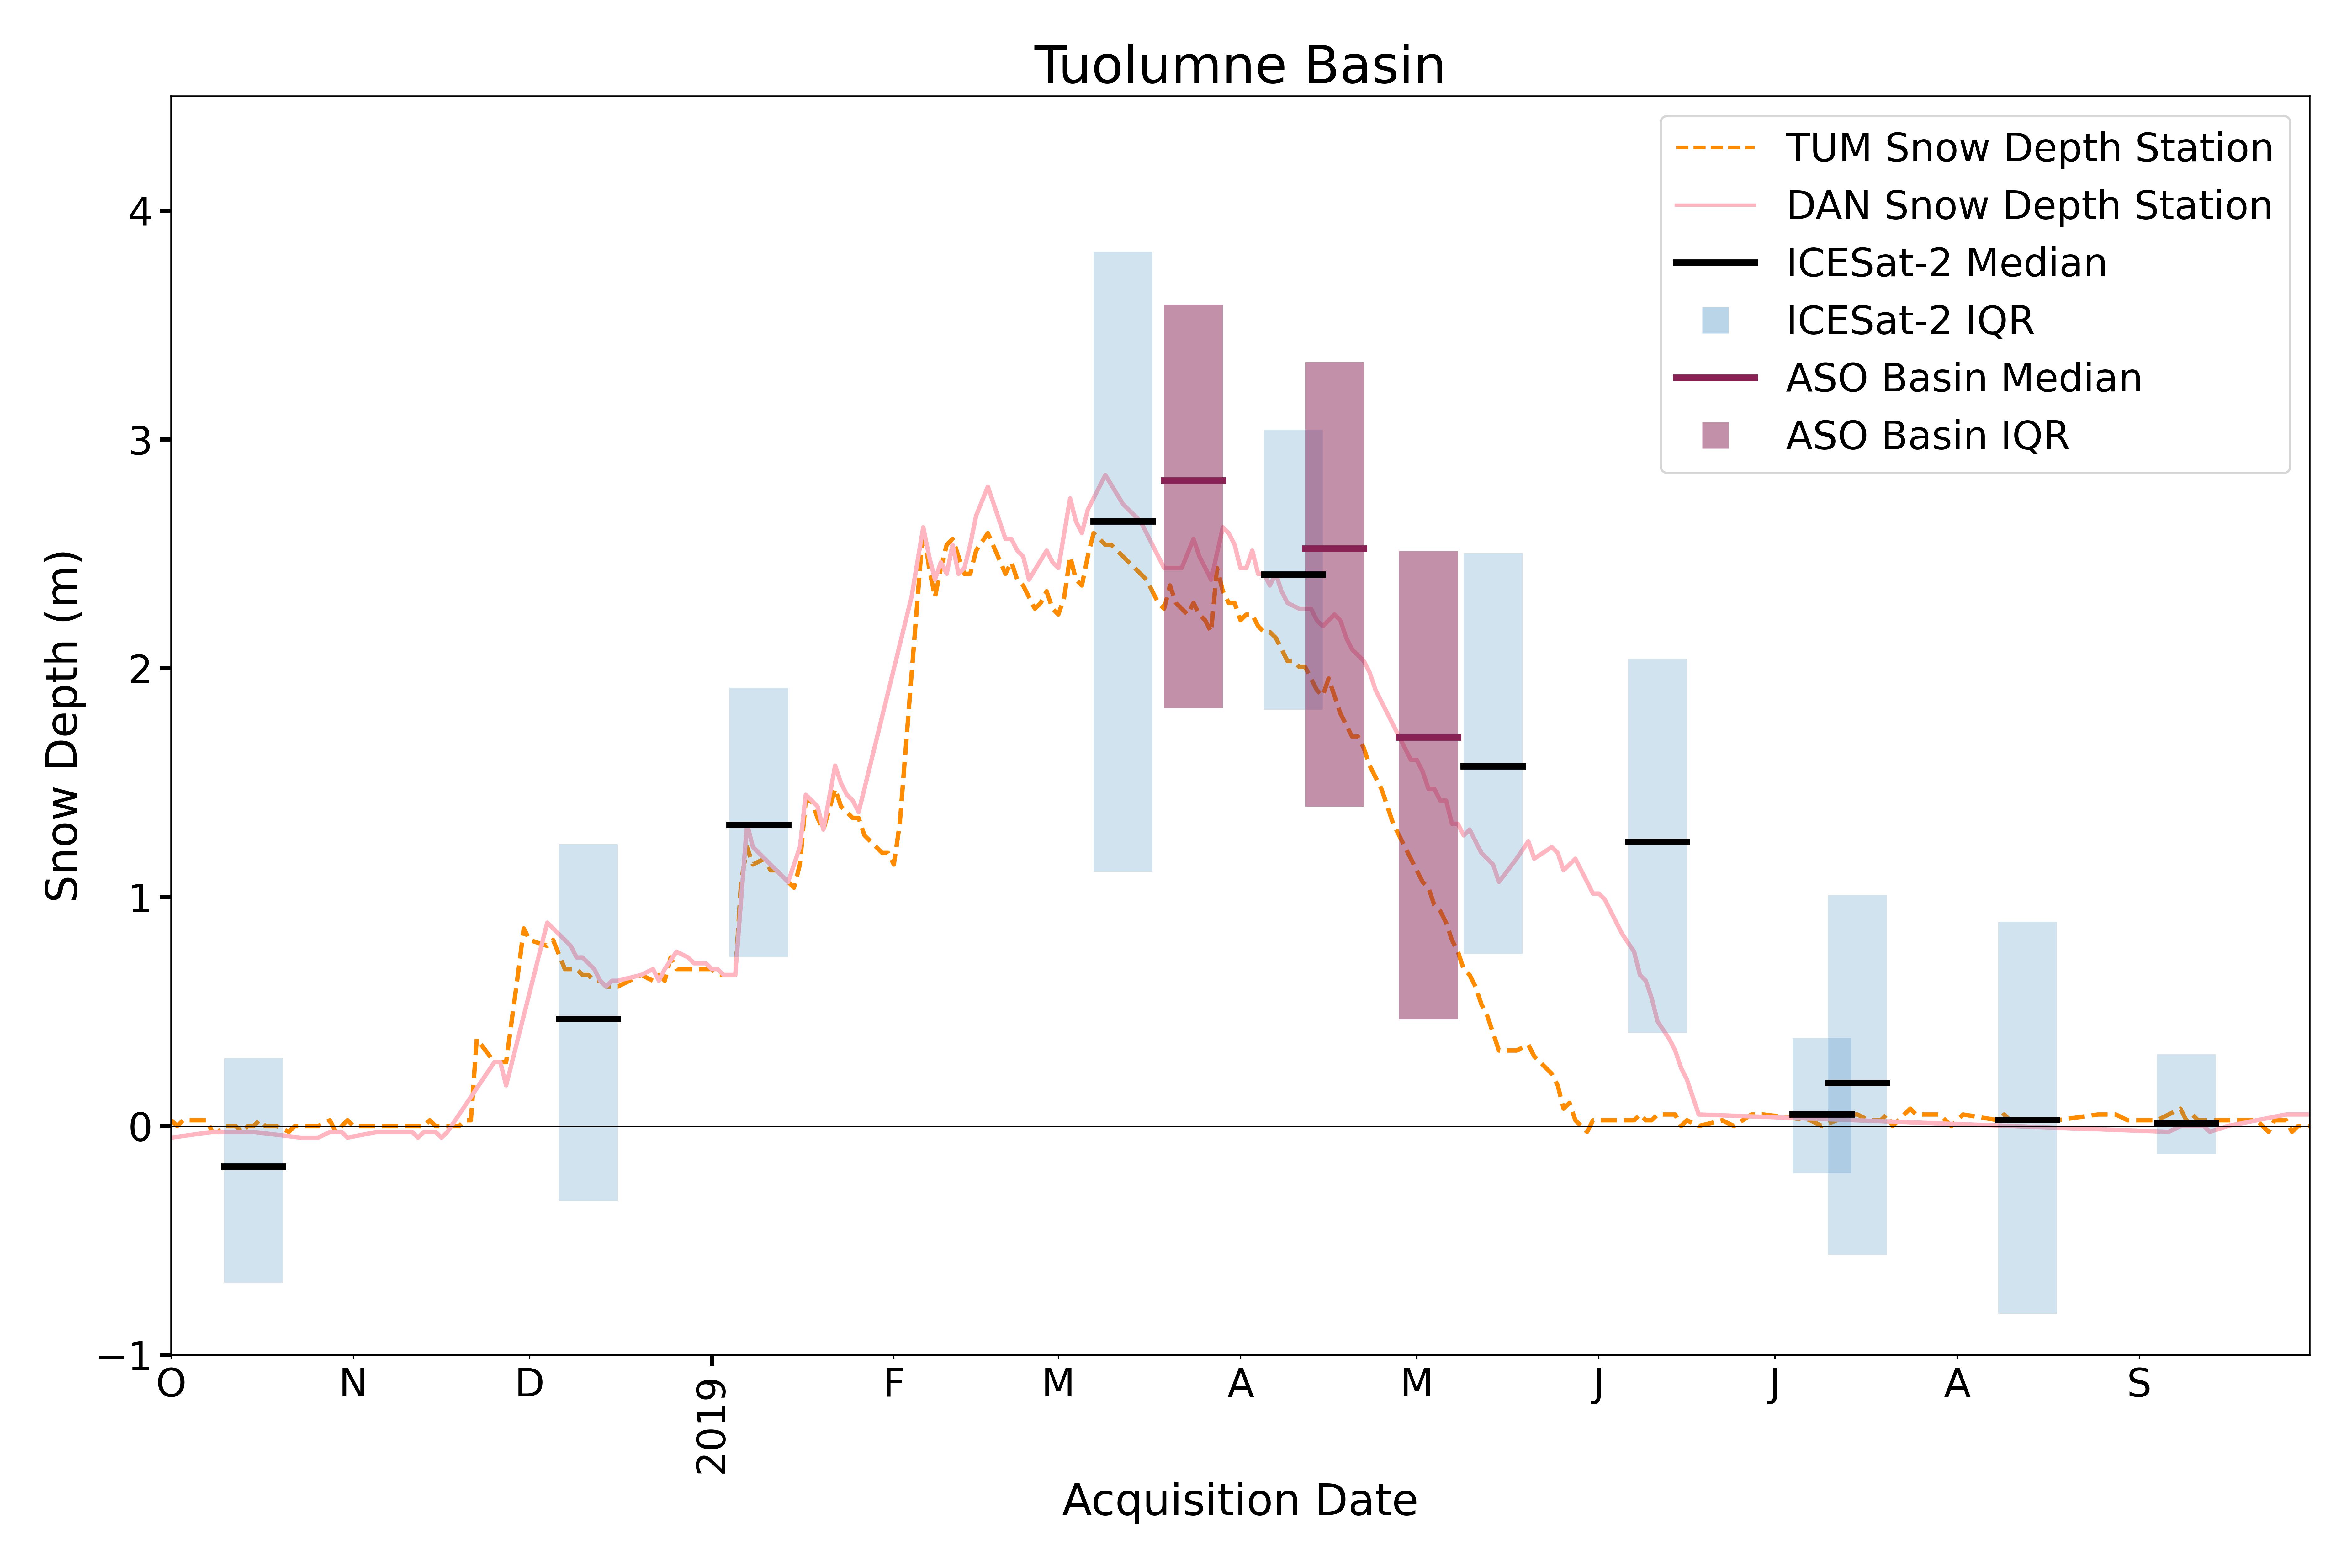 Tuolumne Basin
TUM Snow Depth Station
DAN Snow Depth Station
ICESat-2 Median
ICESat-2 IQR
ASO Basin Median
ASO Basin IQR
Snow Depth (m)
4
3
2
1
0
−1
O N D 2019 F M A M J J A S
Acquisition Date